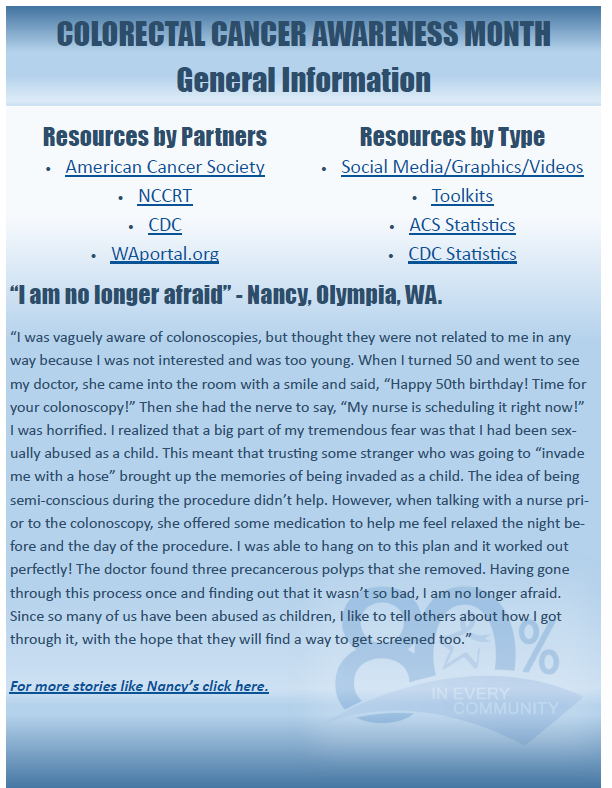 COLORECTAL CANCER AWARENESS MONTH
General Information
Resources by Partners
• American Cancer Society
• NCCRT
• CDC
• WAportal.org
Resources by Type
• Social Media/Graphics/Videos
• Toolkits
• ACS Statistics
• CDC Statistics
“I am no longer afraid” - Nancy, Olympia, WA.
“I was vaguely aware of colonoscopies, but thought they were not related to me in any
way because I was not interested and was too young. When I turned 50 and went to see
my doctor, she came into the room with a smile and said, “Happy 50th birthday! Time for
your colonoscopy!” Then she had the nerve to say, “My nurse is scheduling it right now!”
I was horrified. I realized that a big part of my tremendous fear was that I had been sex-
ually abused as a child. This meant that trusting some stranger who was going to “invade
me with a hose” brought up the memories of being invaded as a child. The idea of being
semi-conscious during the procedure didn’t help. However, when talking with a nurse pri-
or to the colonoscopy, she offered some medication to help me feel relaxed the night be-
fore and the day of the procedure. I was able to hang on to this plan and it worked out
perfectly! The doctor found three precancerous polyps that she removed. Having gone
through this process once and finding out that it wasn’t so bad, I am no longer afraid.
Since so many of us have been abused as children, I like to tell others about how I got
through it, with the hope that they will find a way to get screened too.”
80%
IN EVERY
COMMUNITY
For more stories like Nancy’s click here.